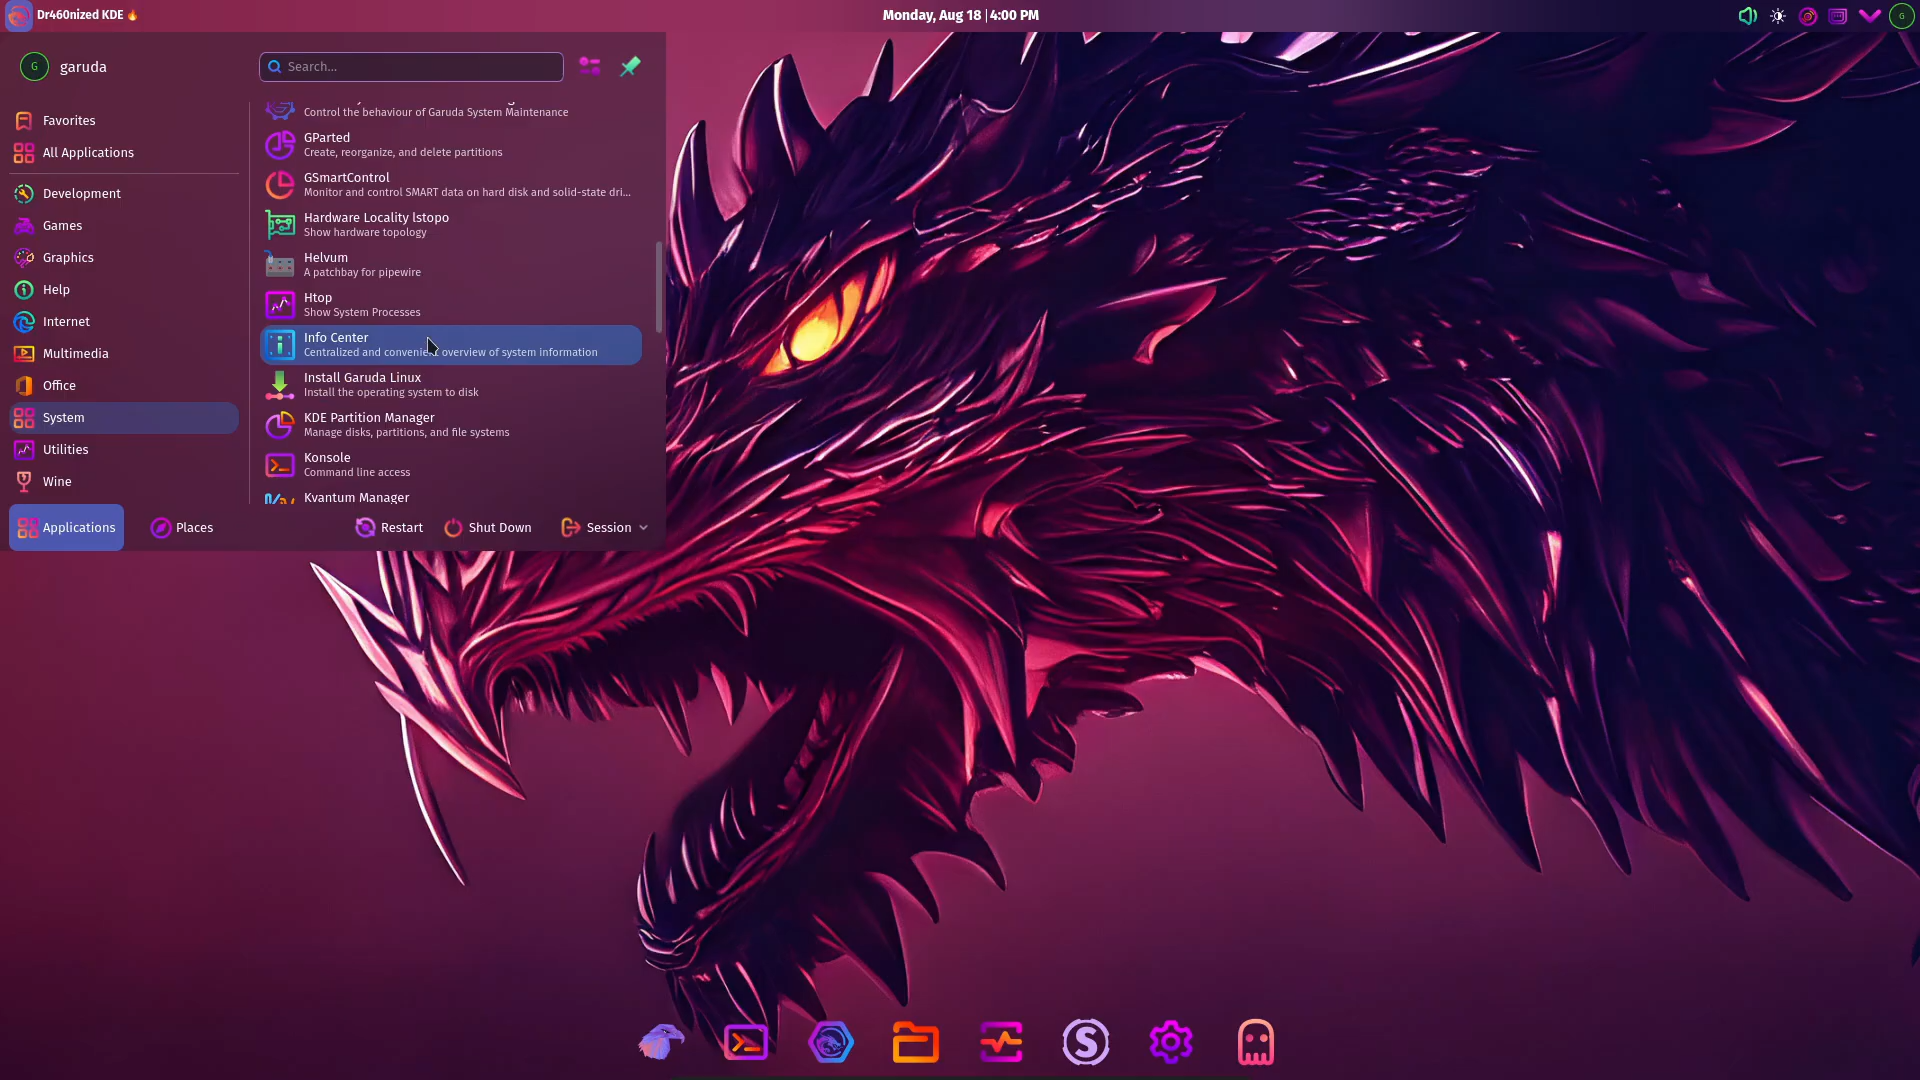 Dr460nized KDE 🔥
Monday, Aug 18 | 4:00 PM
G
G
garuda
Search...
Favorites
All Applications
Development
Games
Graphics
Help
Internet
Multimedia
Office
System
Utilities
Wine
Control the behaviour of Garuda System Maintenance
GParted
Create, reorganize, and delete partitions
GSmartControl
Monitor and control SMART data on hard disk and solid-state dri...
Hardware Locality lstopo
Show hardware topology
Helvum
A patchbay for pipewire
Htop
Show System Processes
Info Center
Centralized and convenient overview of system information
Install Garuda Linux
Install the operating system to disk
KDE Partition Manager
Manage disks, partitions, and file systems
Konsole
Command line access
Kvantum Manager
Applications
Places
Restart
Shut Down
Session